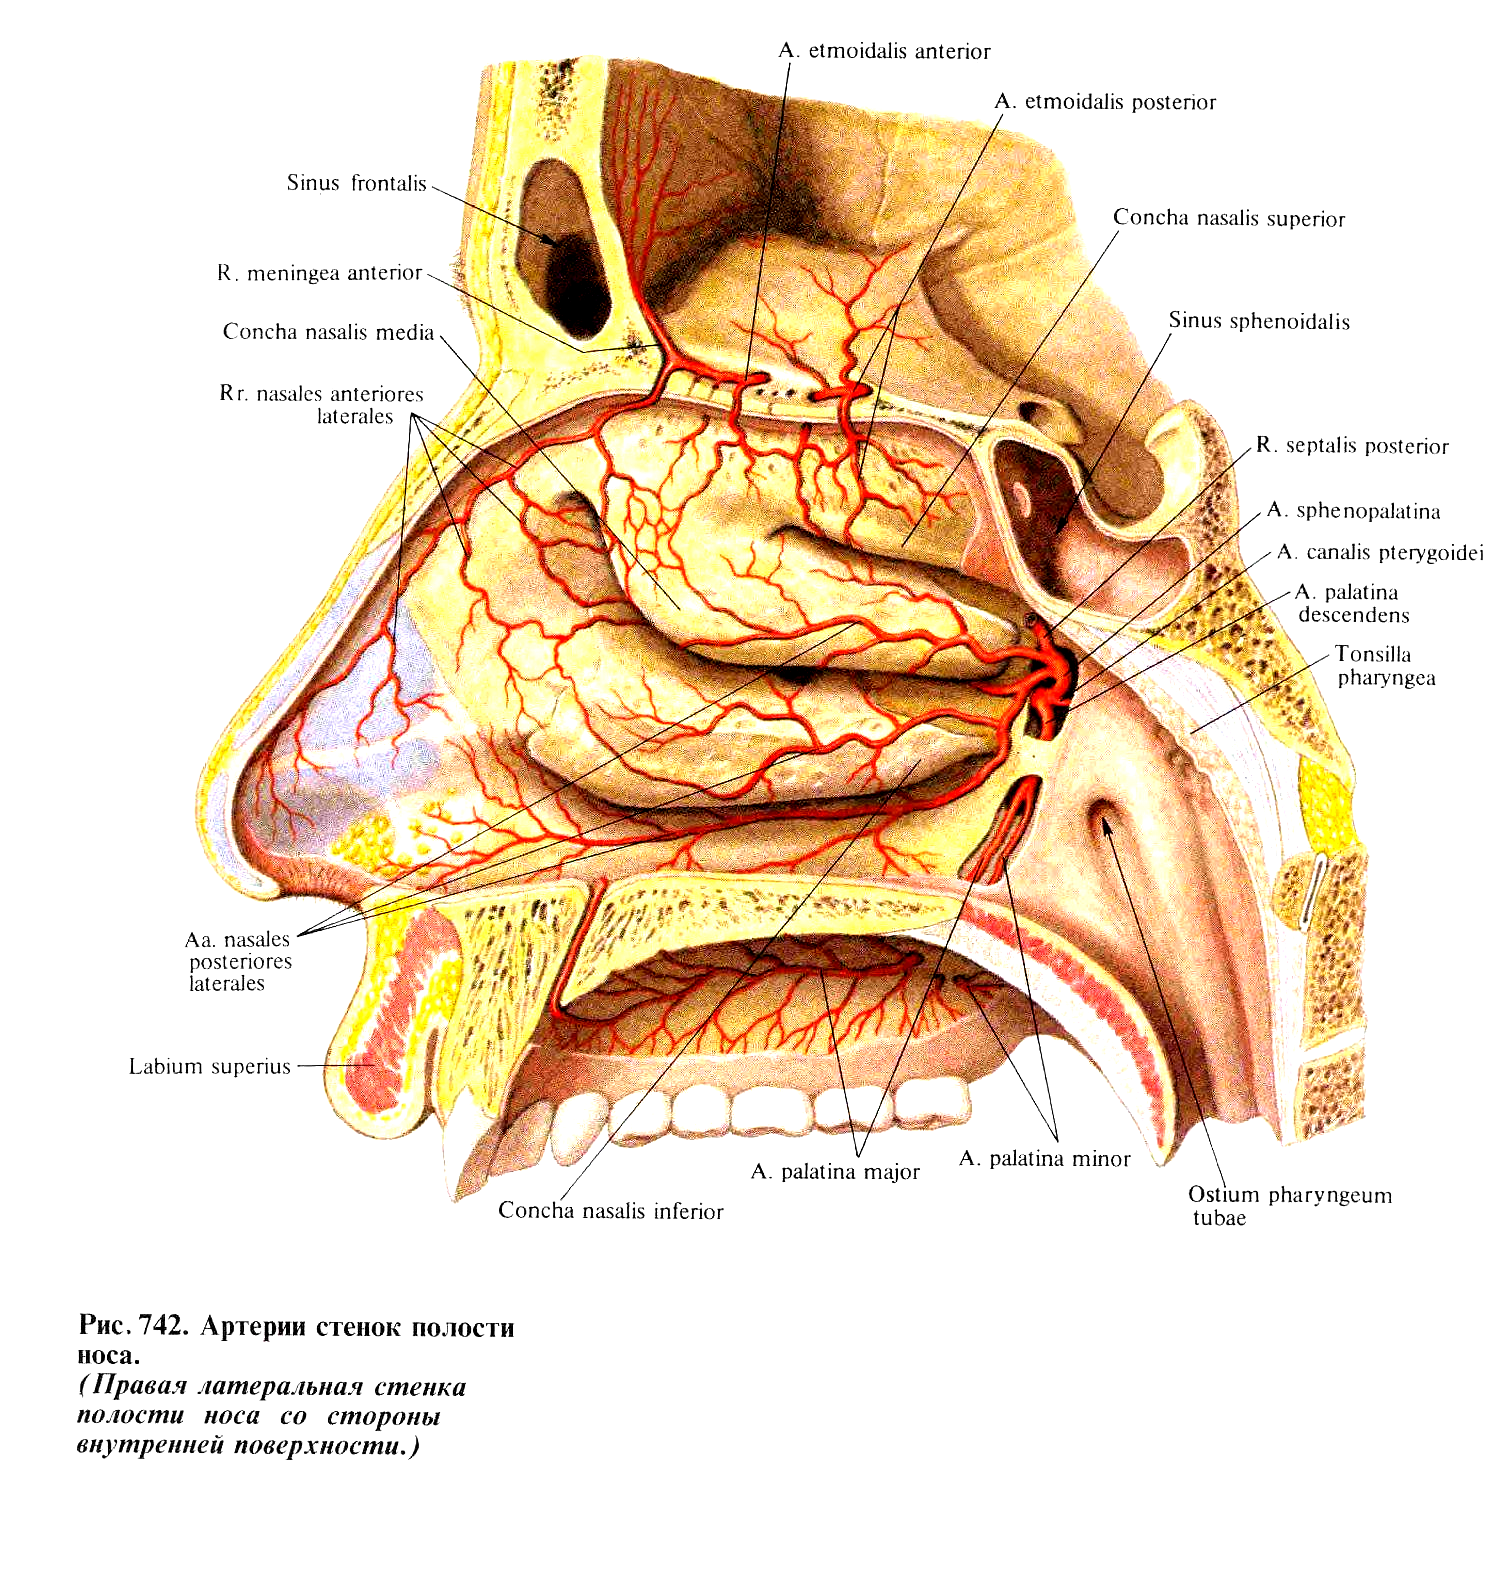 A. etmoidalis anterior
A. etmoidalis posterior
Sinus frontalis
Concha nasalis superior
R. meningea anterior
Concha nasalis media
Sinus sphenoidalis
Rr. nasales anteriores
laterales
R. septalis posterior
A. sphenopalatina
A. canalis pterygoidei
A. palatina
descendens
Tonsilla
pharyngea
Aa. nasales
posteriores
laterales
Labium superius
A. palatina major
A. palatina minor
Concha nasalis inferior
Ostium pharyngeum
tubae
Рис. 742. Артерии стенок полости
носа.
(Правая латеральная стенка
полости носа со стороны
внутренней поверхности.)